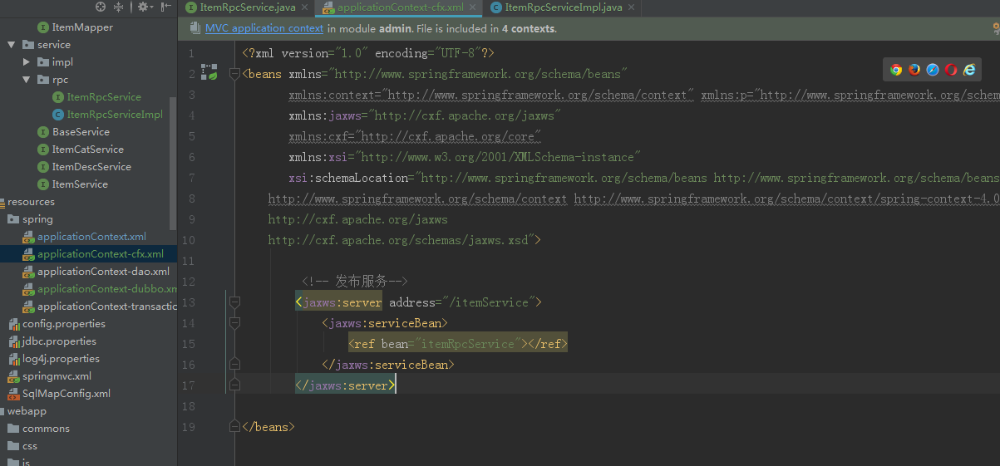 ItemRpcService.java
applicationContext-cfx.xml
ItemRpcServiceImpl.java
ItemMapper
service
impl
rpc
ItemRpcService
ItemRpcServiceImpl
BaseService
ItemCatService
ItemDescService
ItemService
resources
spring
applicationContext.xml
applicationContext-cfx.xml
applicationContext-dao.xml
applicationContext-dubbo.xm
applicationContext-transactio
config.properties
jdbc.properties
log4j.properties
springmvc.xml
SqlMapConfig.xml
webapp
commons
css
js
MVC application context in module admin. File is included in 4 contexts.
1 <?xml version="1.0" encoding="UTF-8"?>
2 <beans xmlns="http://www.springframework.org/schema/beans"
3 xmlns:context="http://www.springframework.org/schema/context" xmlns:p="http://www.springframework.org/schem
4 xmlns:jaxws="http://cxf.apache.org/jaxws"
5 xmlns:cxf="http://cxf.apache.org/core"
6 xmlns:xsi="http://www.w3.org/2001/XMLSchema-instance"
7 xsi:schemaLocation="http://www.springframework.org/schema/beans http://www.springframework.org/schema/beans
8 http://www.springframework.org/schema/context http://www.springframework.org/schema/context/spring-context-4.0
9 http://cxf.apache.org/jaxws
10 http://cxf.apache.org/schemas/jaxws.xsd">
11
12 <!-- 发布服务-->
13 <jaxws:server address="/itemService">
14 <jaxws:serviceBean>
15 <ref bean="itemRpcService"></ref>
16 </jaxws:serviceBean>
17 </jaxws:server>
18
19 </beans>